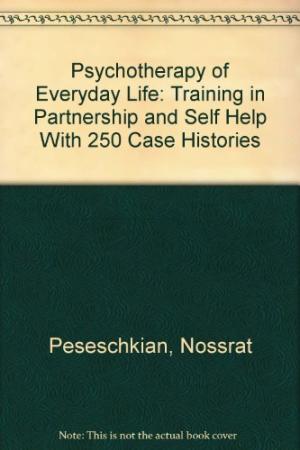 Psychotherapy of
Everyday Life: Training in
Partnership and Self Help
With 250 Case Histories
Peseschkian, Nossrat
Note: This is not the actual book cover